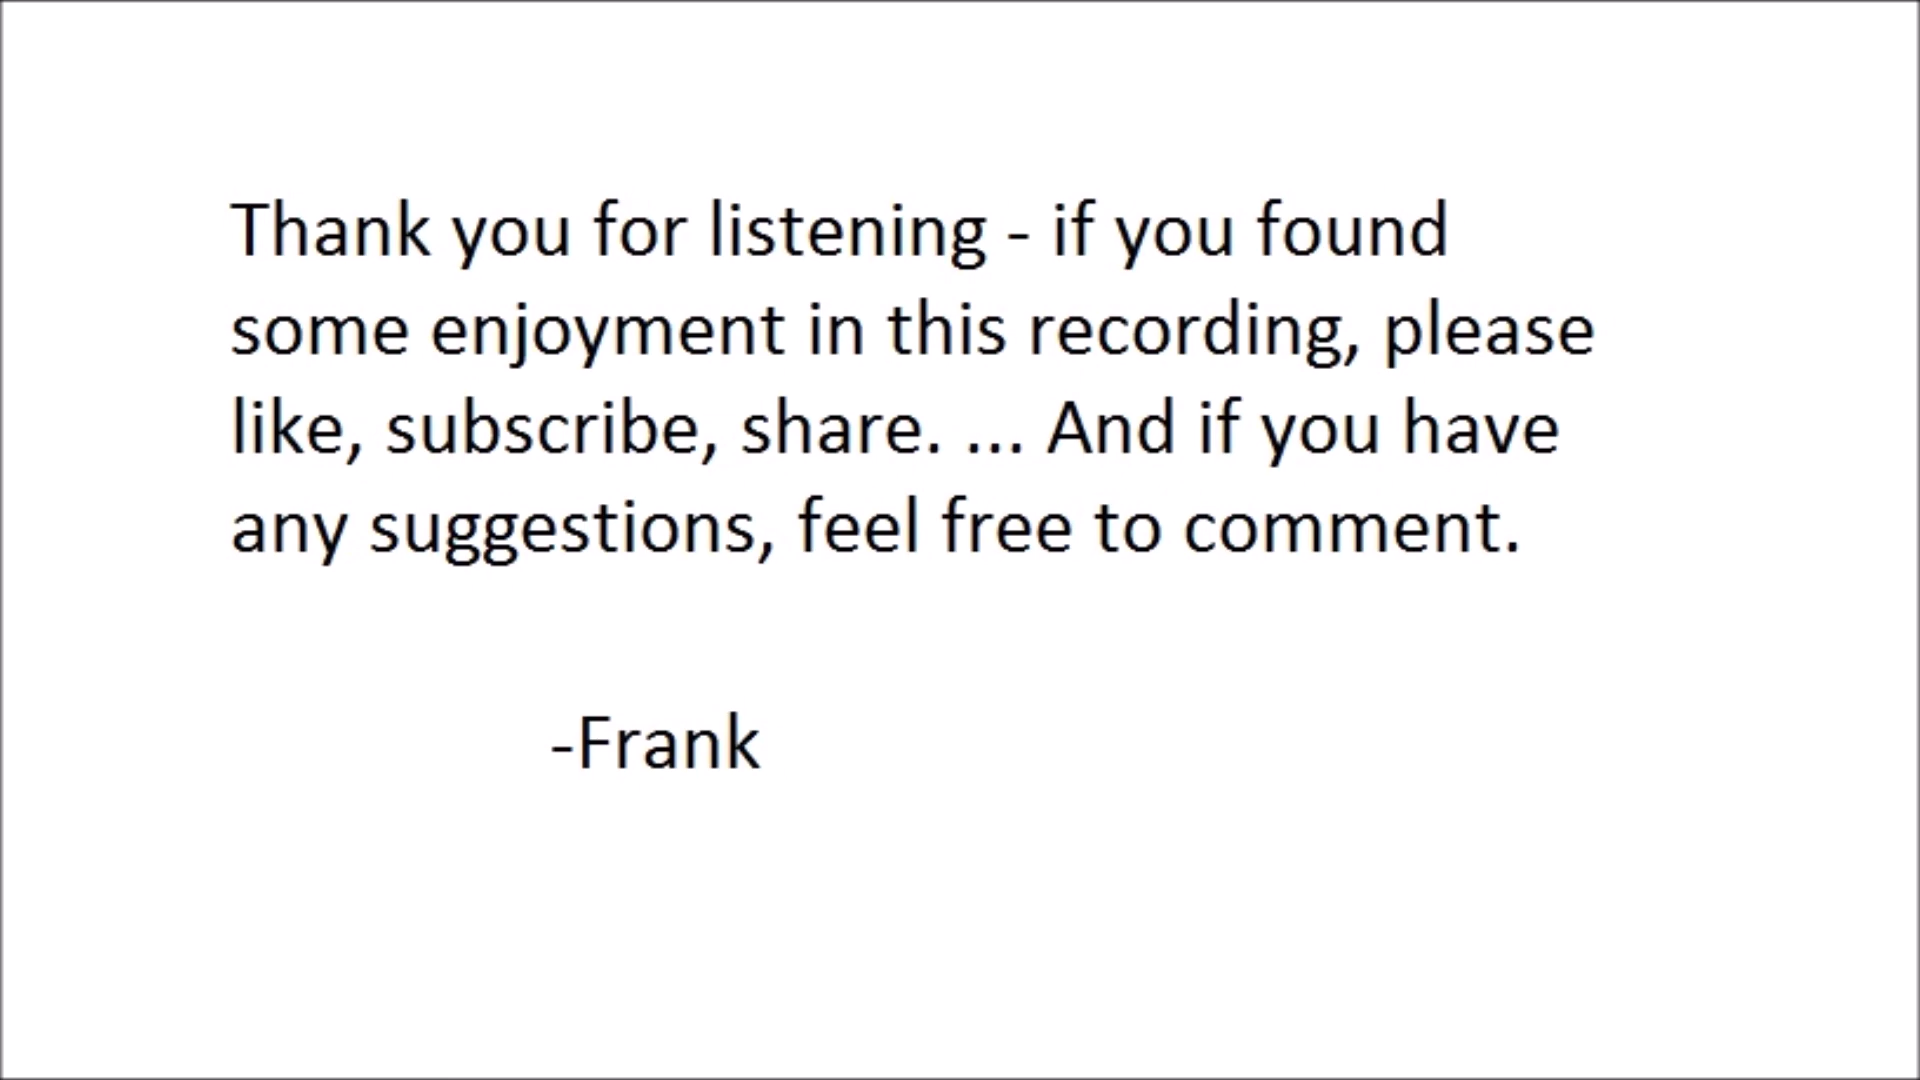 Thank you for listening - if you found
some enjoyment in this recording, please
like, subscribe, share. ... And if you have
any suggestions, feel free to comment.
-Frank